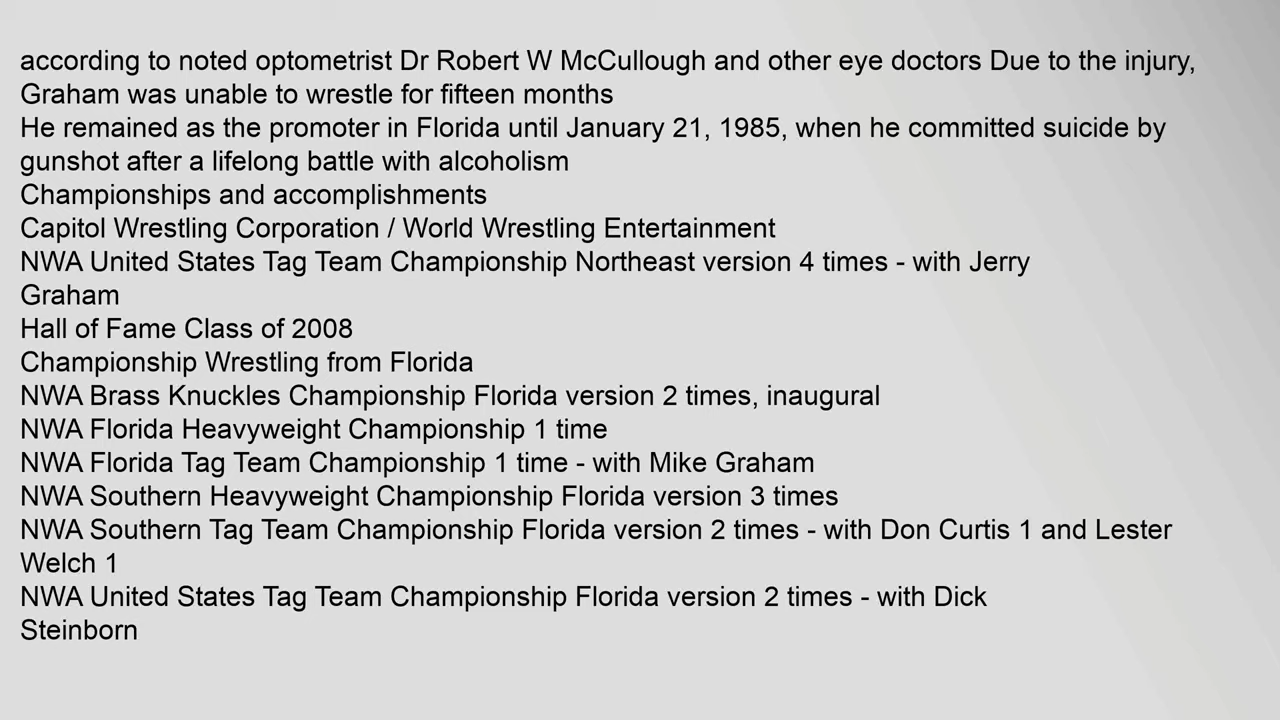 according to noted optometrist Dr Robert W McCullough and other eye doctors Due to the injury,
Graham was unable to wrestle for fifteen months
He remained as the promoter in Florida until January 21, 1985, when he committed suicide by
gunshot after a lifelong battle with alcoholism
Championships and accomplishments
Capitol Wrestling Corporation / World Wrestling Entertainment
NWA United States Tag Team Championship Northeast version 4 times - with Jerry
Graham
Hall of Fame Class of 2008
Championship Wrestling from Florida
NWA Brass Knuckles Championship Florida version 2 times, inaugural
NWA Florida Heavyweight Championship 1 time
NWA Florida Tag Team Championship 1 time - with Mike Graham
NWA Southern Heavyweight Championship Florida version 3 times
NWA Southern Tag Team Championship Florida version 2 times - with Don Curtis 1 and Lester
Welch 1
NWA United States Tag Team Championship Florida version 2 times - with Dick
Steinborn